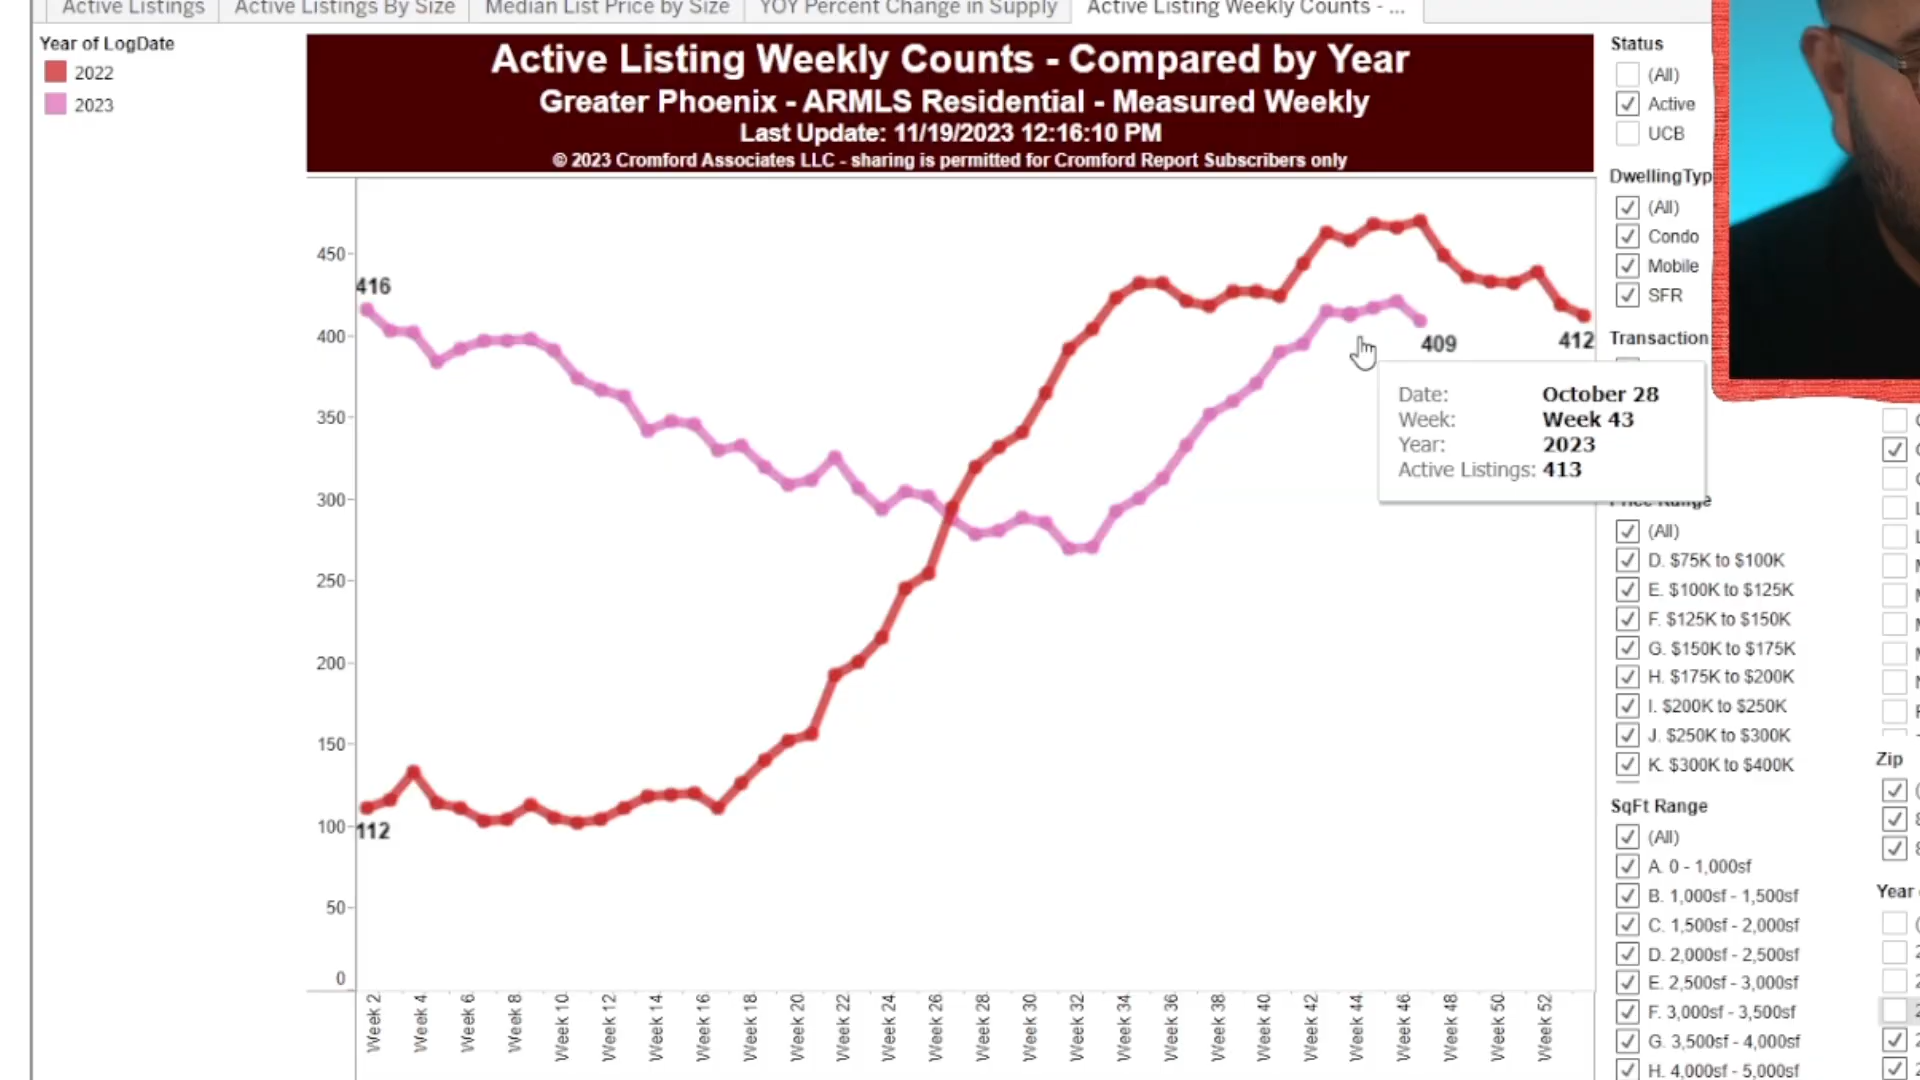 Active Listings
Active Listings By Size
Median List Price by Size
YOY Percent Change in Supply
Active Listing Weekly Counts - ...
Year of LogDate
2022
2023
Active Listing Weekly Counts - Compared by Year
Greater Phoenix - ARMLS Residential - Measured Weekly
Last Update: 11/19/2023 12:16:10 PM
© 2023 Cromford Associates LLC - sharing is permitted for Cromford Report Subscribers only
450
400
350
300
250
200
150
100
50
0
416
112
409
412
Date: October 28
Week: Week 43
Year: 2023
Active Listings: 413
Week 2
Week 4
Week 6
Week 8
Week 10
Week 12
Week 14
Week 16
Week 18
Week 20
Week 22
Week 24
Week 26
Week 28
Week 30
Week 32
Week 34
Week 36
Week 38
Week 40
Week 42
Week 44
Week 46
Week 48
Week 50
Week 52
Status
(All)
Active
UCB
DwellingTyp
(All)
Condo
Mobile
SFR
Transaction
Price Range
(All)
D. $75K to $100K
E. $100K to $125K
F. $125K to $150K
G. $150K to $175K
H. $175K to $200K
I. $200K to $250K
J. $250K to $300K
K. $300K to $400K
SqFt Range
(All)
A. 0 - 1,000sf
B. 1,000sf - 1,500sf
C. 1,500sf - 2,000sf
D. 2,000sf - 2,500sf
E. 2,500sf - 3,000sf
F. 3,000sf - 3,500sf
G. 3,500sf - 4,000sf
H. 4,000sf - 5,000sf
Zip
Year